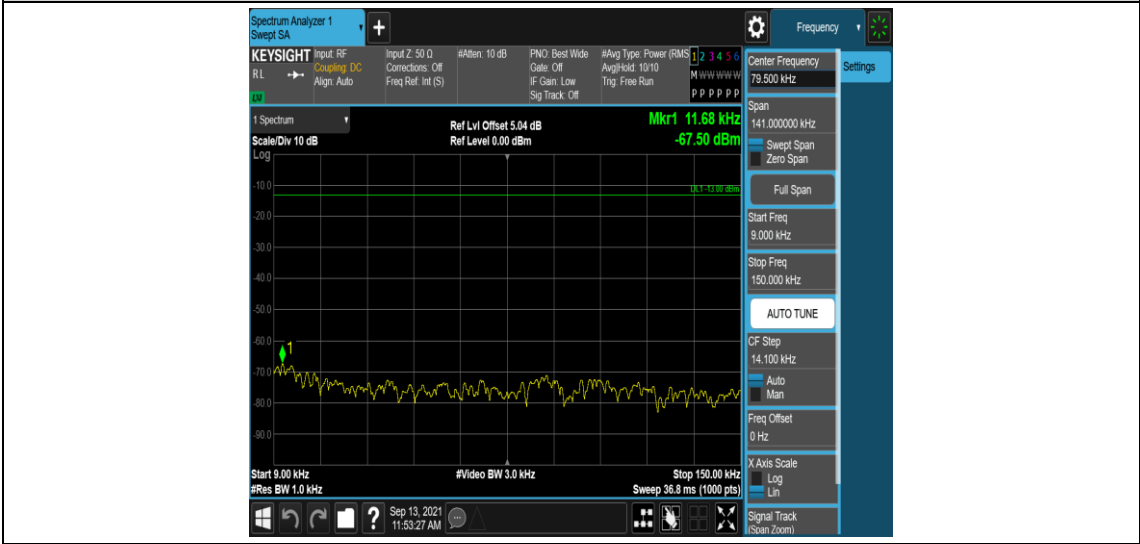 Spectrum Analyzer 1
Swept SA
+
Frequency
KEYSIGHT
RL
Input: RF
Coupling: DC
Align: Auto
Input Z: 50 Ω
Corrections: Off
Freq Ref: Int (S)
#Atten: 10 dB
PNO: Best Wide
Gate: Off
IF Gain: Low
Sig Track: Off
#Avg Type: Power (RMS
Avg|Hold: 10/10
Trig: Free Run
1 2 3 4 5 6
M W W W W W
P P P P P P
1 Spectrum
Scale/Div 10 dB
Log
Ref Lvl Offset 5.04 dB
Ref Level 0.00 dBm
Mkr1 11.68 kHz
-67.50 dBm
DL1 -13.00 dBm
-10.0
-20.0
-30.0
-40.0
-50.0
-60.0
1
-70.0
-80.0
-90.0
Start 9.00 kHz
#Res BW 1.0 kHz
#Video BW 3.0 kHz
Stop 150.00 kHz
Sweep 36.8 ms (1000 pts)
Center Frequency
79.500 kHz
Settings
Span
141.000000 kHz
Swept Span
Zero Span
Full Span
Start Freq
9.000 kHz
Stop Freq
150.000 kHz
AUTO TUNE
CF Step
14.100 kHz
Auto
Man
Freq Offset
0 Hz
X Axis Scale
Log
Lin
Signal Track
(Span Zoom)
?
Sep 13, 2021
11:53:27 AM